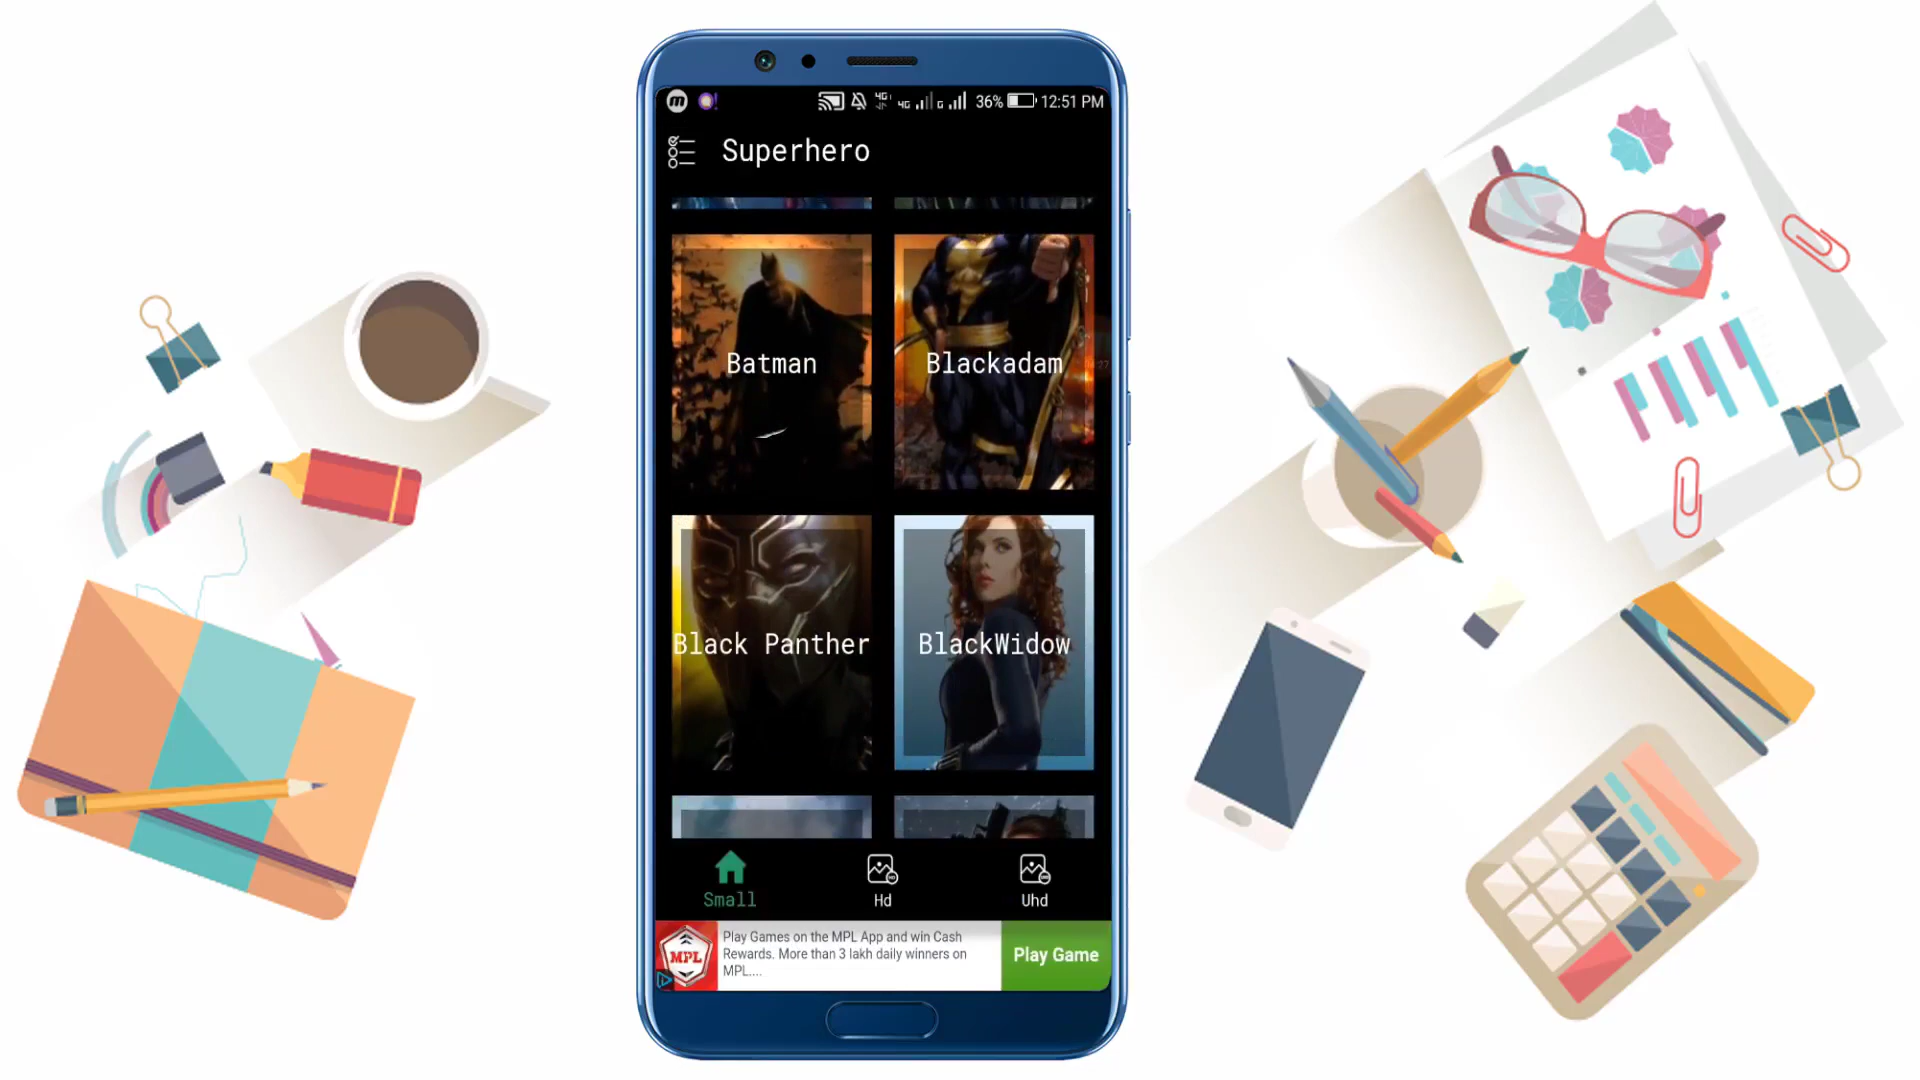 36% 12:51 PM
Superhero
Batman
Blackadam
Black Panther
BlackWidow
Small
Hd
Uhd
MPL
Play Games on the MPL App and win Cash
Rewards. More than 3 lakh daily winners on
MPL....
Play Game